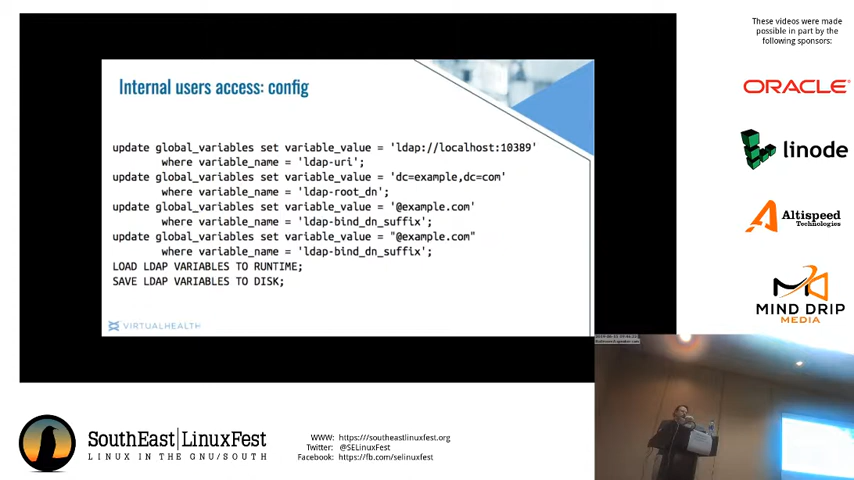 These videos were made
possible in part by the
following sponsors:
ORACLE
linode
Altispeed
Technologies
MIND DRIP
MEDIA
Internal users access: config
update global_variables set variable_value = 'ldap://localhost:10389'
where variable_name = 'ldap-uri';
update global_variables set variable_value = 'dc=example,dc=com'
where variable_name = 'ldap-root_dn';
update global_variables set variable_value = '@example.com'
where variable_name = 'ldap-bind_dn_suffix';
update global_variables set variable_value = "@example.com"
where variable_name = 'ldap-bind_dn_suffix';
LOAD LDAP VARIABLES TO RUNTIME;
SAVE LDAP VARIABLES TO DISK;
VIRTUALHEALTH
SouthEast|LinuxFest
LINUX IN THE GNU/SOUTH
WWW: https:///southeastlinuxfest.org
Twitter: @SELinuxFest
Facebook: https://fb.com/selinuxfest